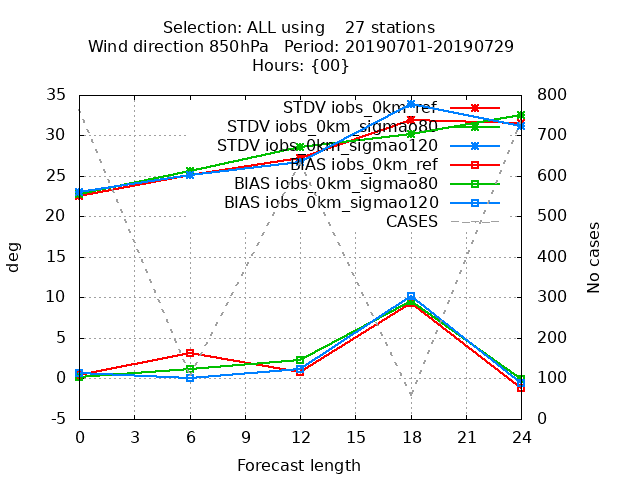 Selection: ALL using    27 stations
Wind direction 850hPa   Period: 20190701-20190729
Hours: {00}
35
30
25
20
15
10
5
0
-5
deg
800
700
600
500
400
300
200
100
0
No cases
STDV iobs_0km_ref
STDV iobs_0km_sigmao80
STDV iobs_0km_sigmao120
BIAS iobs_0km_ref
BIAS iobs_0km_sigmao80
BIAS iobs_0km_sigmao120
CASES
0 3 6 9 12 15 18 21 24
Forecast length